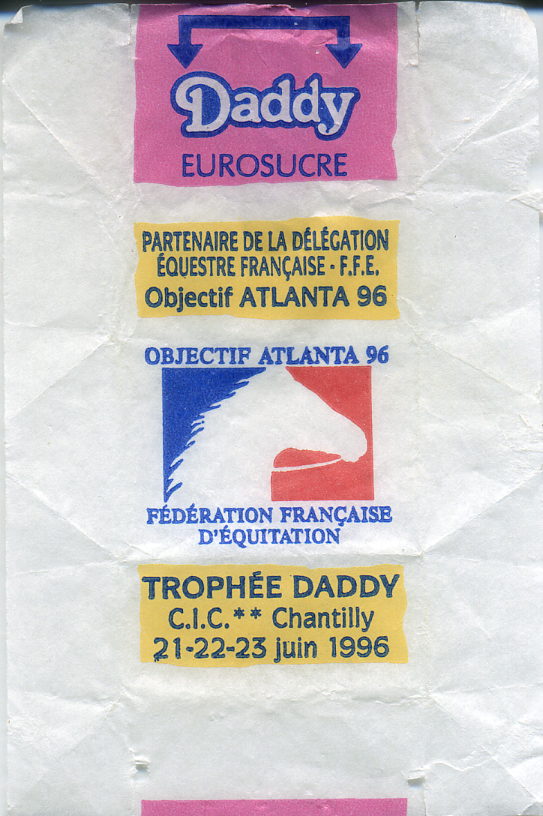 Daddy
EUROSUCRE
PARTENAIRE DE LA DÉLÉGATION
ÉQUESTRE FRANÇAISE - F.F.E.
Objectif ATLANTA 96
OBJECTIF ATLANTA 96
FÉDÉRATION FRANÇAISE
D'ÉQUITATION
TROPHÉE DADDY
C.I.C.** Chantilly
21-22-23 juin 1996